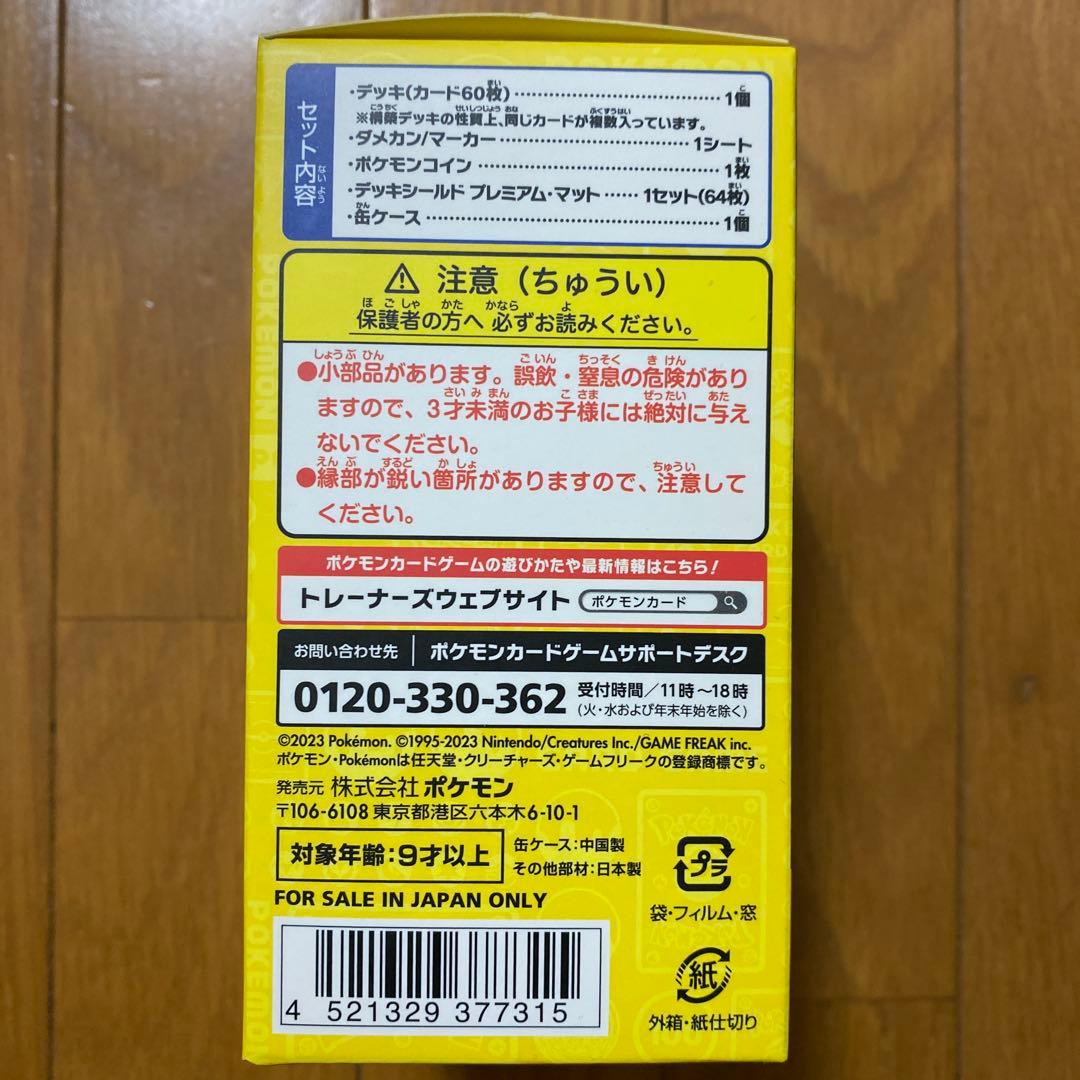 セット内容
・デッキ(カード60枚) 1個
※構築デッキの性質上、同じカードが複数入っています。
・ダメカン/マーカー 1シート
・ポケモンコイン 1枚
・デッキシールド プレミアム・マット 1セット(64枚)
・缶ケース 1個
⚠ 注意（ちゅうい）
保護者の方へ 必ずお読みください。
●小部品があります。誤飲・窒息の危険があり
ますので、3才未満のお子様には絶対に与え
ないでください。
●縁部が鋭い箇所がありますので、注意して
ください。
ポケモンカードゲームの遊びかたや最新情報はこちら！
トレーナーズウェブサイト ポケモンカード
お問い合わせ先 ポケモンカードゲームサポートデスク
0120-330-362 受付時間／11時～18時
(火・水および年末年始を除く)
©2023 Pokémon. ©1995-2023 Nintendo/Creatures Inc./GAME FREAK inc.
ポケモン・Pokémonは任天堂・クリーチャーズ・ゲームフリークの登録商標です。
発売元 株式会社 ポケモン
〒106-6108 東京都港区六本木6-10-1
対象年齢：9才以上
缶ケース：中国製
その他部材：日本製
FOR SALE IN JAPAN ONLY
4 521329 377315
プラ
袋・フィルム・窓
紙
外箱・紙仕切り